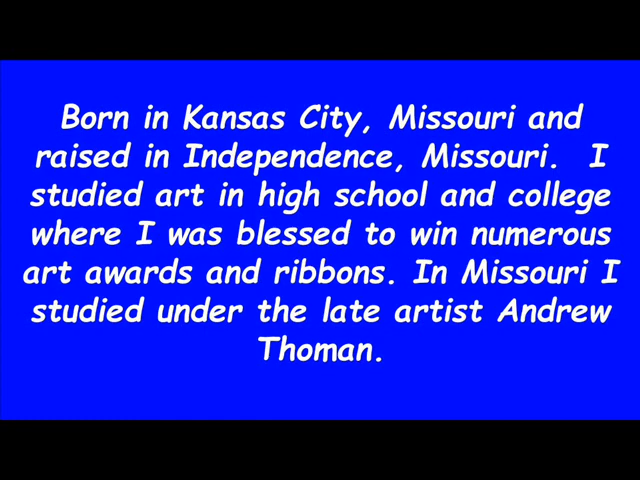 Born in Kansas City, Missouri and
raised in Independence, Missouri.  I
studied art in high school and college
where I was blessed to win numerous
art awards and ribbons. In Missouri I
studied under the late artist Andrew
Thoman.